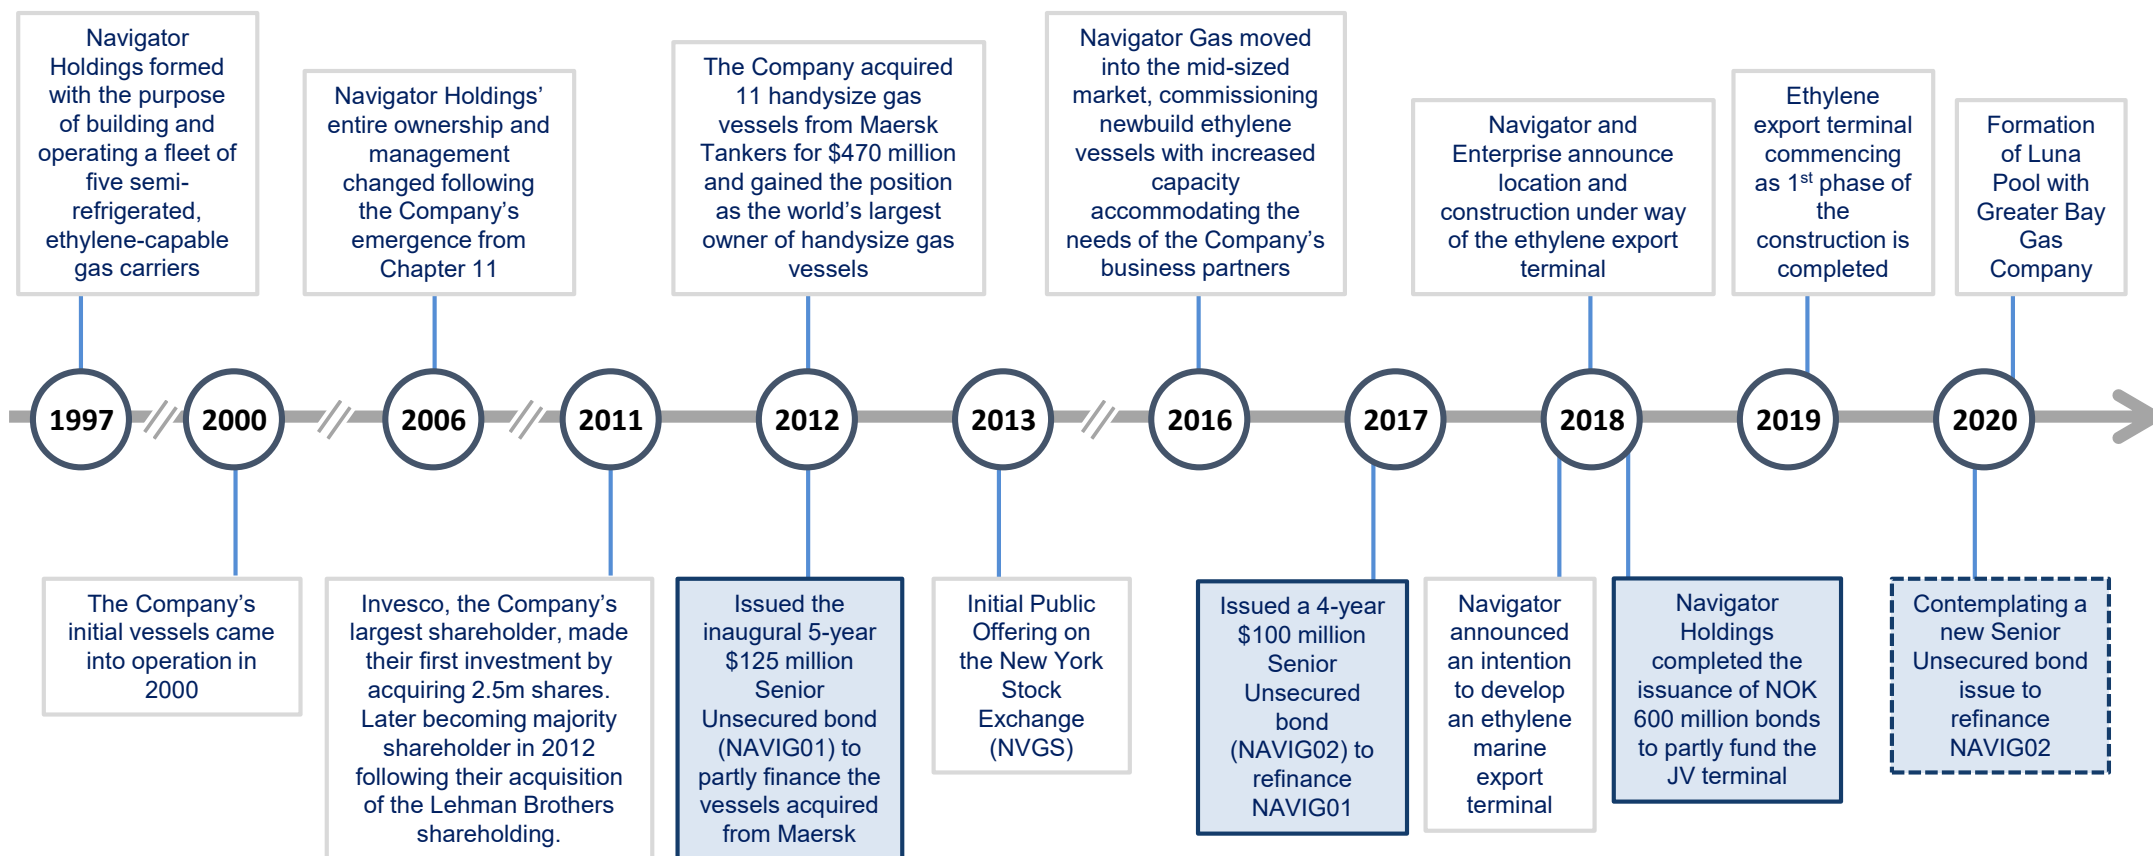 Navigator
Holdings formed
with the purpose
of building and
operating a fleet of
five semi-
refrigerated,
ethylene-capable
gas carriers
Navigator Holdings’
entire ownership and
management
changed following
the Company’s
emergence from
Chapter 11
The Company acquired
11 handysize gas
vessels from Maersk
Tankers for $470 million
and gained the position
as the world’s largest
owner of handysize gas
vessels
Navigator Gas moved
into the mid-sized
market, commissioning
newbuild ethylene
vessels with increased
capacity
accommodating the
needs of the Company’s
business partners
Navigator and
Enterprise announce
location and
construction under way
of the ethylene export
terminal
Ethylene
export terminal
commencing
as 1st phase of
the
construction is
completed
Formation
of Luna
Pool with
Greater Bay
Gas
Company
1997
2000
2006
2011
2012
2013
2016
2017
2018
2019
2020
The Company’s
initial vessels came
into operation in
2000
Invesco, the Company’s
largest shareholder, made
their first investment by
acquiring 2.5m shares.
Later becoming majority
shareholder in 2012
following their acquisition
of the Lehman Brothers
shareholding.
Issued the
inaugural 5-year
$125 million
Senior
Unsecured bond
(NAVIG01) to
partly finance the
vessels acquired
from Maersk
Initial Public
Offering on
the New York
Stock
Exchange
(NVGS)
Issued a 4-year
$100 million
Senior
Unsecured
bond
(NAVIG02) to
refinance
NAVIG01
Navigator
announced
an intention
to develop
an ethylene
marine
export
terminal
Navigator
Holdings
completed the
issuance of NOK
600 million bonds
to partly fund the
JV terminal
Contemplating a
new Senior
Unsecured bond
issue to
refinance
NAVIG02